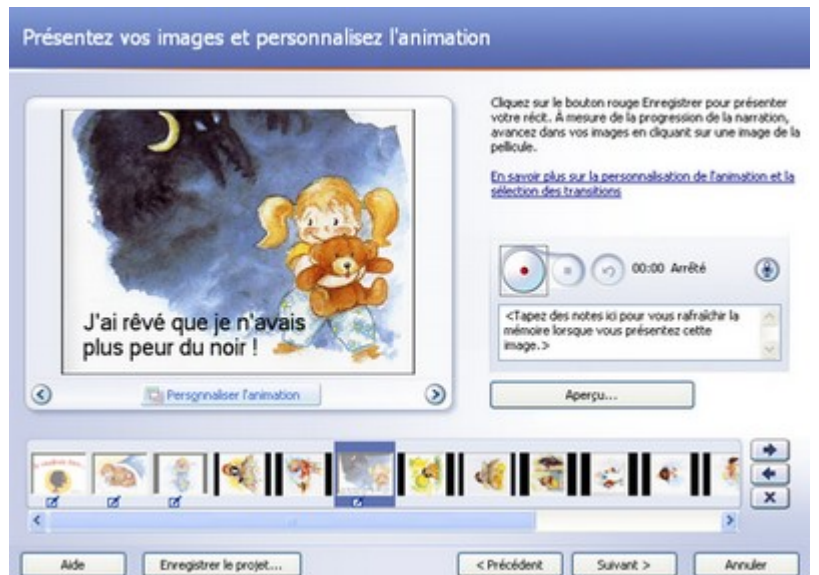 Présentez vos images et personnalisez l'animation
Cliquez sur le bouton rouge Enregistrer pour présenter
votre récit. À mesure de la progression de la narration,
avancez dans vos images en cliquant sur une image de la
pellicule.
En savoir plus sur la personnalisation de l'animation et la
sélection des transitions
J'ai rêvé que je n'avais
plus peur du noir !
00:00 Arrêté
<Tapez des notes ici pour vous rafraîchir la
mémoire lorsque vous présentez cette
image.>
Personnaliser l'animation
Aperçu...
Aide
Enregistrer le projet...
< Précédent
Suivant >
Annuler